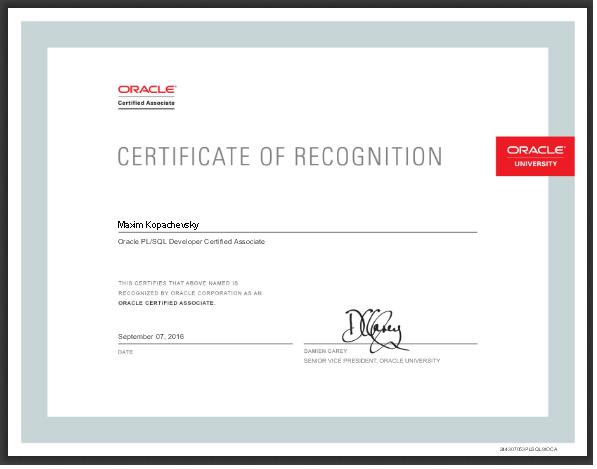 ORACLE
Certified Associate
CERTIFICATE OF RECOGNITION
ORACLE
UNIVERSITY
Maxim Kopachevsky
Oracle PL/SQL Developer Certified Associate
THIS CERTIFIES THAT ABOVE NAMED IS
RECOGNIZED BY ORACLE CORPORATION AS AN
ORACLE CERTIFIED ASSOCIATE.
September 07, 2016
DATE
DCarey
DAMIEN CAREY
SENIOR VICE PRESIDENT, ORACLE UNIVERSITY